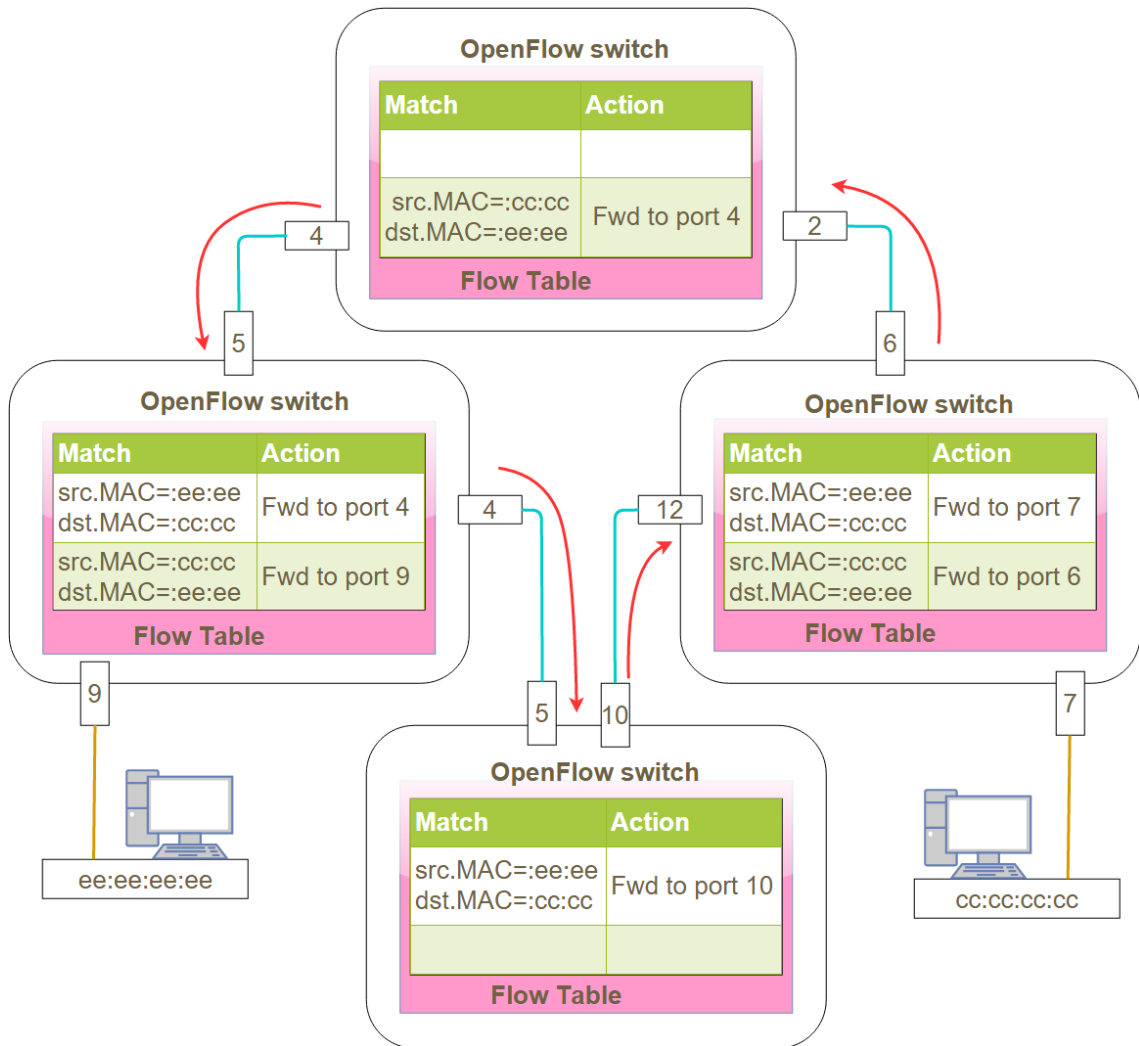 OpenFlow switch
Match Action
src.MAC=:cc:cc
dst.MAC=:ee:ee
Fwd to port 4
Flow Table
4
2
5
6
OpenFlow switch
Match Action
src.MAC=:ee:ee
dst.MAC=:cc:cc
Fwd to port 4
src.MAC=:cc:cc
dst.MAC=:ee:ee
Fwd to port 9
Flow Table
4
9
OpenFlow switch
Match Action
src.MAC=:ee:ee
dst.MAC=:cc:cc
Fwd to port 7
src.MAC=:cc:cc
dst.MAC=:ee:ee
Fwd to port 6
Flow Table
12
7
5
10
OpenFlow switch
Match Action
src.MAC=:ee:ee
dst.MAC=:cc:cc
Fwd to port 10
Flow Table
ee:ee:ee:ee
cc:cc:cc:cc